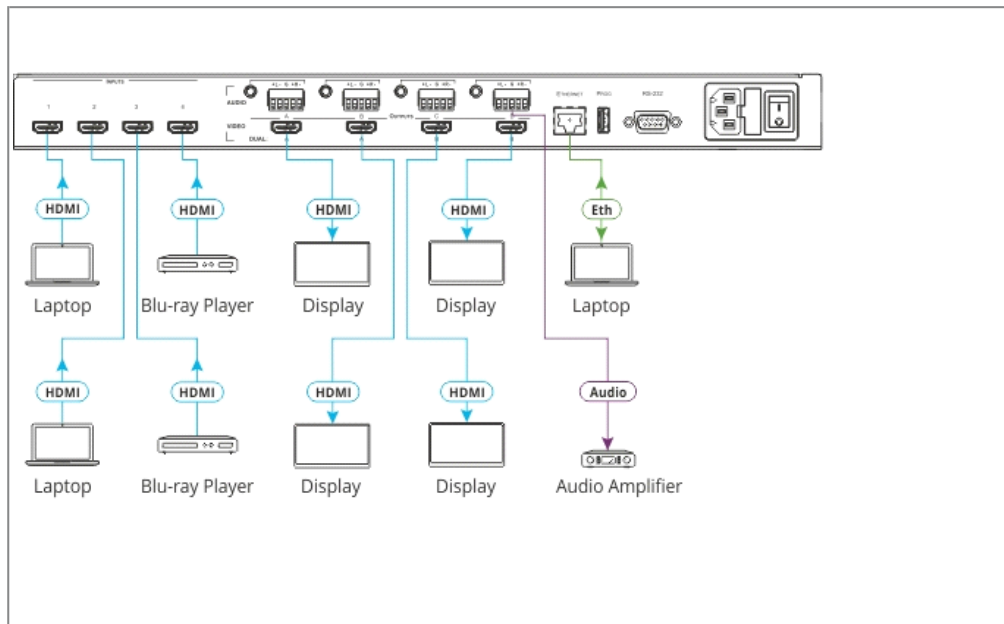 INPUTS
1 2 3
+L- G +R- +L- G +R- +L- G +R- +L- G +R-
AUDIO
ETHERNET PROG RS-232
VIDEO
A B Outputs C
DUAL
HDMI HDMI HDMI HDMI Eth
Laptop Blu-ray Player Display Display Laptop
HDMI HDMI HDMI HDMI Audio
Laptop Blu-ray Player Display Display Audio Amplifier